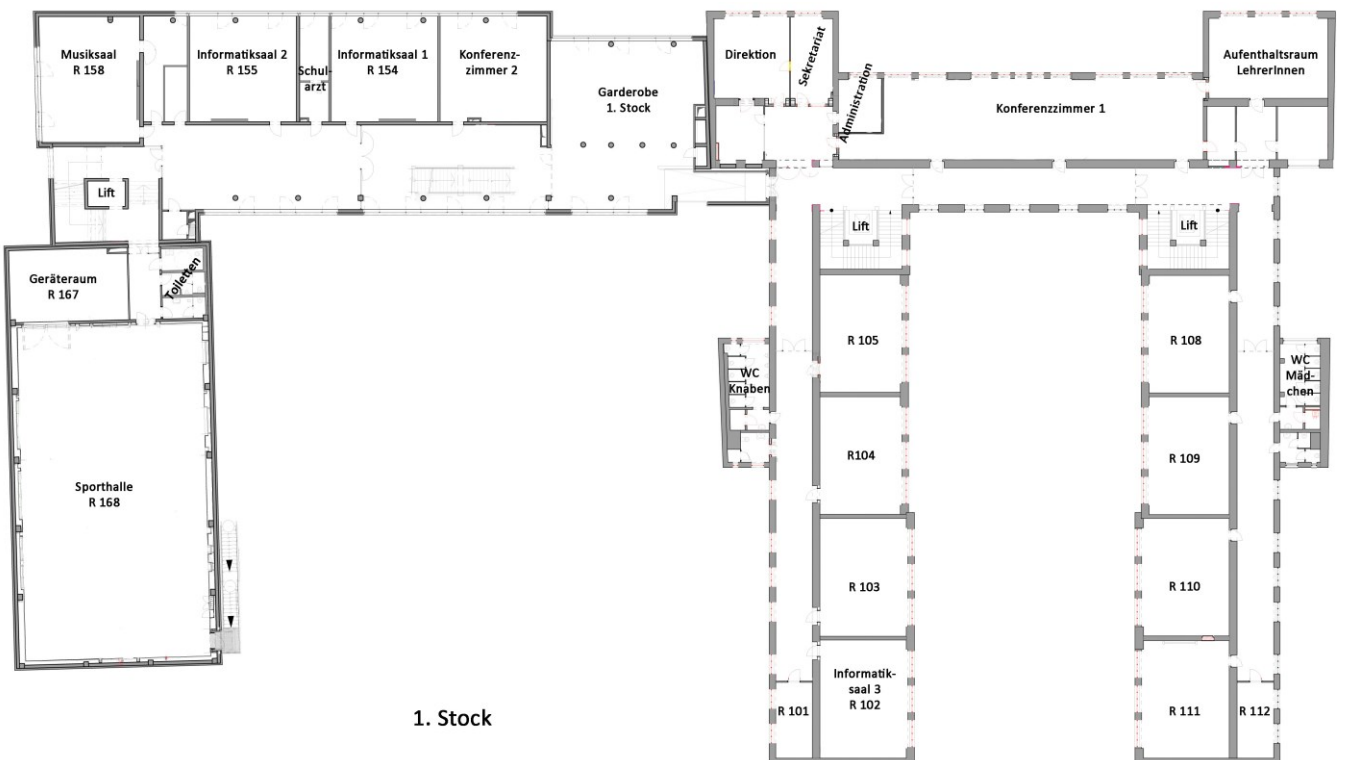 Musiksaal
R 158
Informatiksaal 2
R 155
Schul-
arzt
Informatiksaal 1
R 154
Konferenz-
zimmer 2
Garderobe
1. Stock
Direktion
Sekretariat
Administration
Konferenzzimmer 1
Aufenthaltsraum
LehrerInnen
Lift
Lift
Lift
Geräteraum
R 167
Toiletten
R 105
R 108
WC
Knaben
WC
Mäd-
chen
R104
R 109
Sporthalle
R 168
R 103
R 110
Informatik-
saal 3
R 102
R 101
R 111
R 112
1. Stock